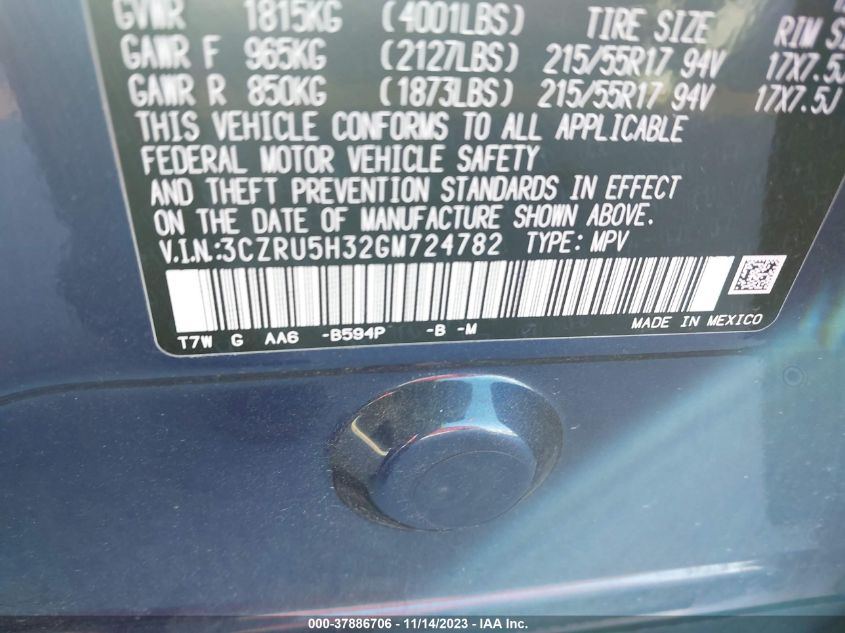 GVWR 1815KG (4001LBS) TIRE SIZE RIM
GAWR F 965KG (2127LBS) 215/55R17 94V 17X7.5J
GAWR R 850KG (1873LBS) 215/55R17 94V 17X7.5J
THIS VEHICLE CONFORMS TO ALL APPLICABLE
FEDERAL MOTOR VEHICLE SAFETY
AND THEFT PREVENTION STANDARDS IN EFFECT
ON THE DATE OF MANUFACTURE SHOWN ABOVE.
V.I.N.:3CZRU5H32GM724782 TYPE: MPV
T7W G AA6 -B594P -B -M MADE IN MEXICO
000-37886706 - 11/14/2023 - IAA Inc.